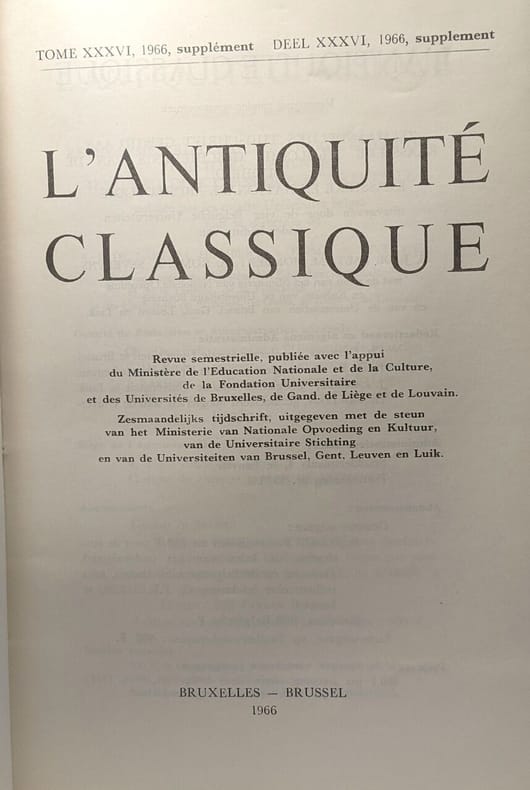 TOME XXXVI, 1966, supplément DEEL XXXVI, 1966, supplement
L'ANTIQUITÉ
CLASSIQUE
Revue semestrielle, publiée avec l'appui
du Ministère de l'Education Nationale et de la Culture,
de la Fondation Universitaire
et des Universités de Bruxelles, de Gand, de Liège et de Louvain.
Zesmaandelijks tijdschrift, uitgegeven met de steun
van het Ministerie van Nationale Opvoeding en Kultuur,
van de Universitaire Stichting
en van de Universiteiten van Brussel, Gent, Leuven en Luik.
BRUXELLES — BRUSSEL
1966